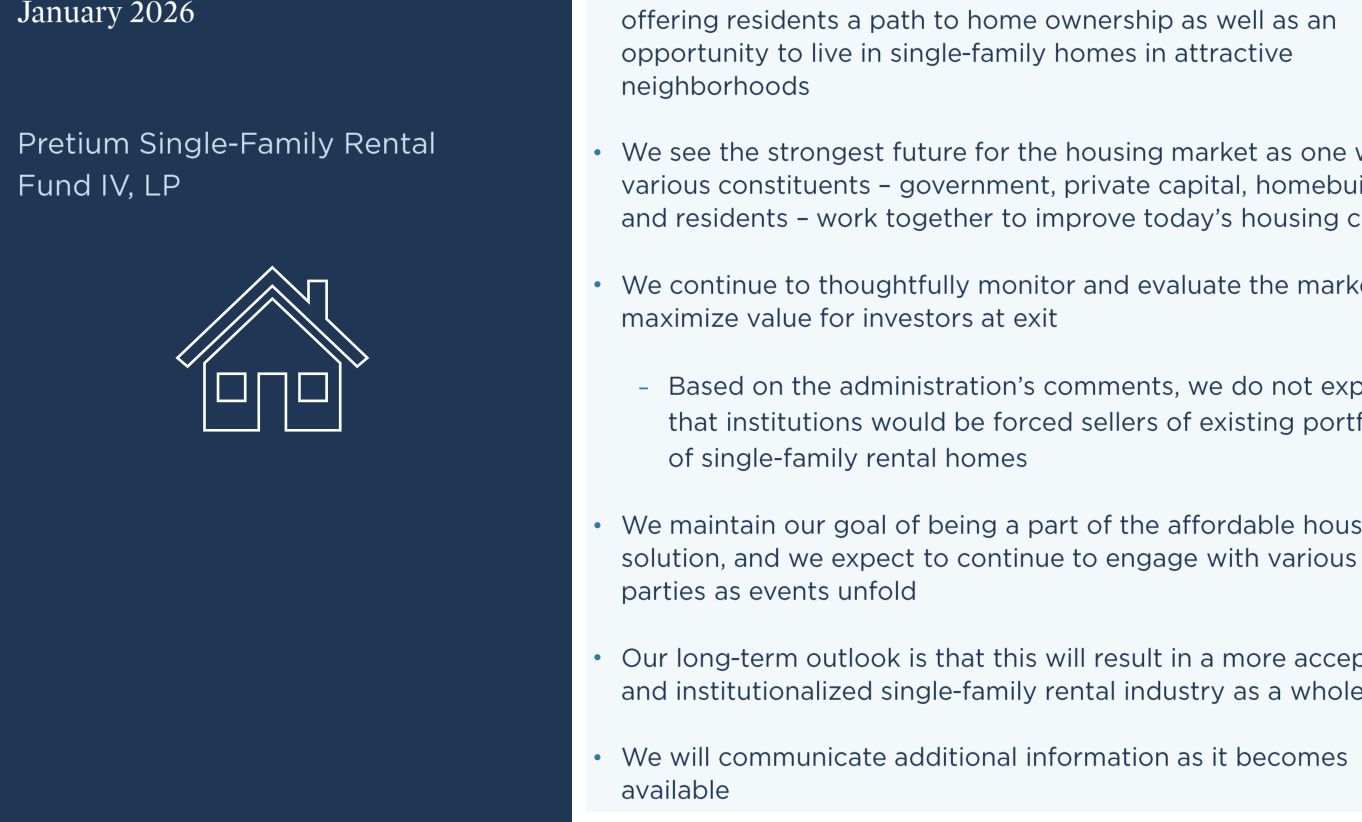 January 2026
Pretium Single-Family Rental
Fund IV, LP
offering residents a path to home ownership as well as an
opportunity to live in single-family homes in attractive
neighborhoods
• We see the strongest future for the housing market as one
various constituents – government, private capital,
and residents – work together to improve today's housing
• We continue to thoughtfully monitor and evaluate the
maximize value for investors at exit
– Based on the administration's comments, we do not
that institutions would be forced sellers of existing
of single-family rental homes
• We maintain our goal of being a part of the affordable
solution, and we expect to continue to engage with various
parties as events unfold
• Our long-term outlook is that this will result in a more
and institutionalized single-family rental industry as a whole
• We will communicate additional information as it becomes
available